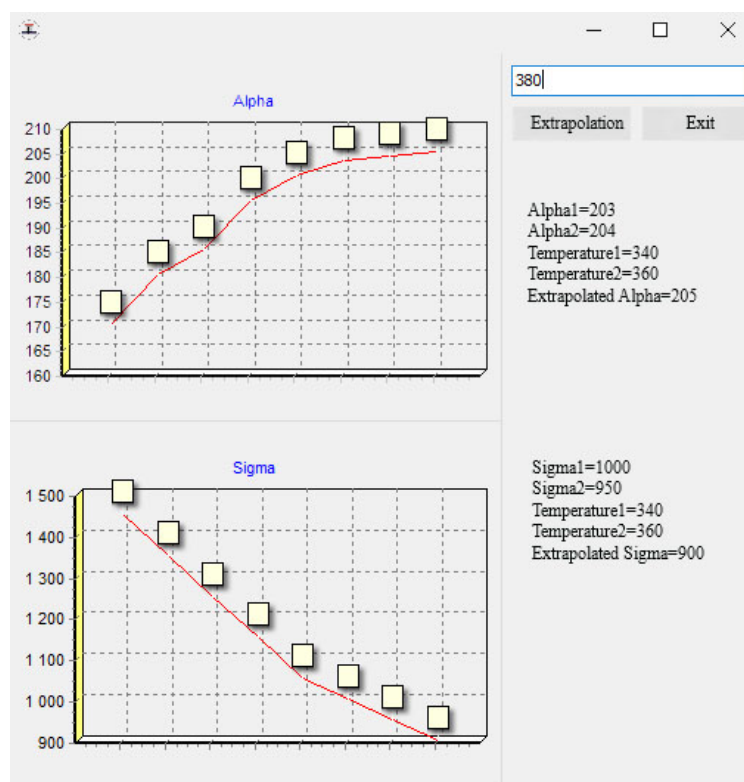 380
Extrapolation Exit
Alpha
210
205
200
195
190
185
180
175
170
165
160
Alpha1=203
Alpha2=204
Temperature1=340
Temperature2=360
Extrapolated Alpha=205
Sigma
1 500
1 400
1 300
1 200
1 100
1 000
900
Sigma1=1000
Sigma2=950
Temperature1=340
Temperature2=360
Extrapolated Sigma=900